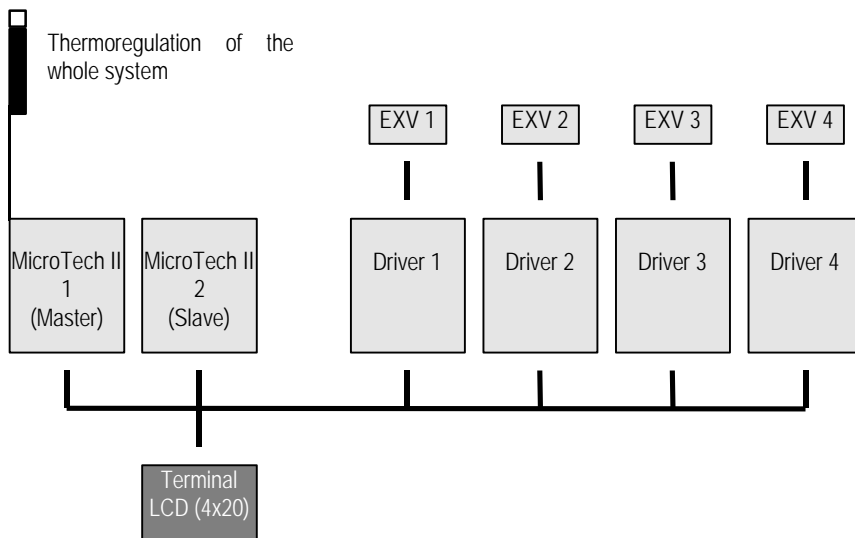 Thermoregulation of the
whole system
EXV 1
EXV 2
EXV 3
EXV 4
MicroTech II
1
(Master)
MicroTech II
2
(Slave)
Driver 1
Driver 2
Driver 3
Driver 4
Terminal
LCD (4x20)